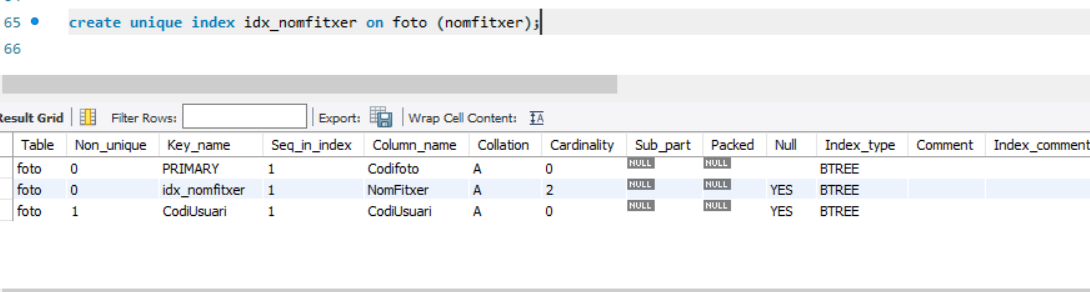 65 create unique index idx_nomfitxer on foto (nomfitxer);
66
Result Grid Filter Rows: Export: Wrap Cell Content: IA
Table Non_unique Key_name Seq_in_index Column_name Collation Cardinality Sub_part Packed Null Index_type Comment Index_comment
foto 0 PRIMARY 1 Codifoto A 0 NULL NULL BTREE
foto 0 idx_nomfitxer 1 NomFitxer A 2 NULL NULL YES BTREE
foto 1 CodiUsuari 1 CodiUsuari A 0 NULL NULL YES BTREE